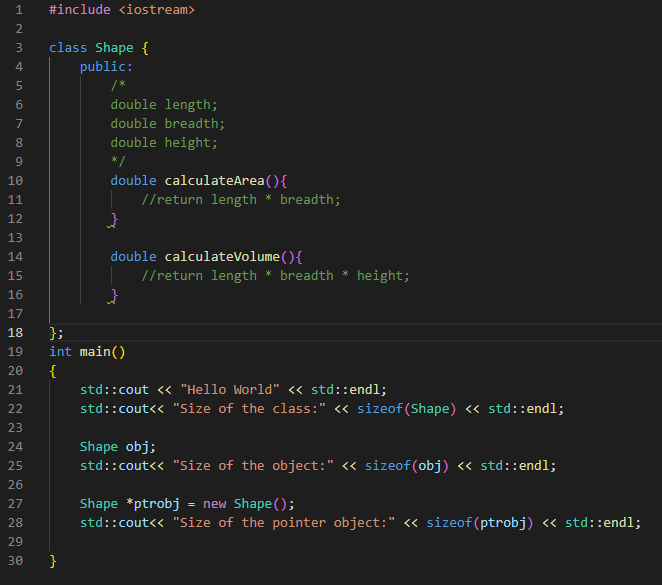 1 #include <iostream>
2
3 class Shape {
4 public:
5 /*
6 double length;
7 double breadth;
8 double height;
9 */
10 double calculateArea(){
11 //return length * breadth;
12 }
13
14 double calculateVolume(){
15 //return length * breadth * height;
16 }
17
18 };
19 int main()
20 {
21 std::cout << "Hello World" << std::endl;
22 std::cout<< "Size of the class:" << sizeof(Shape) << std::endl;
23
24 Shape obj;
25 std::cout<< "Size of the object:" << sizeof(obj) << std::endl;
26
27 Shape *ptrobj = new Shape();
28 std::cout<< "Size of the pointer object:" << sizeof(ptrobj) << std::endl;
29
30 }